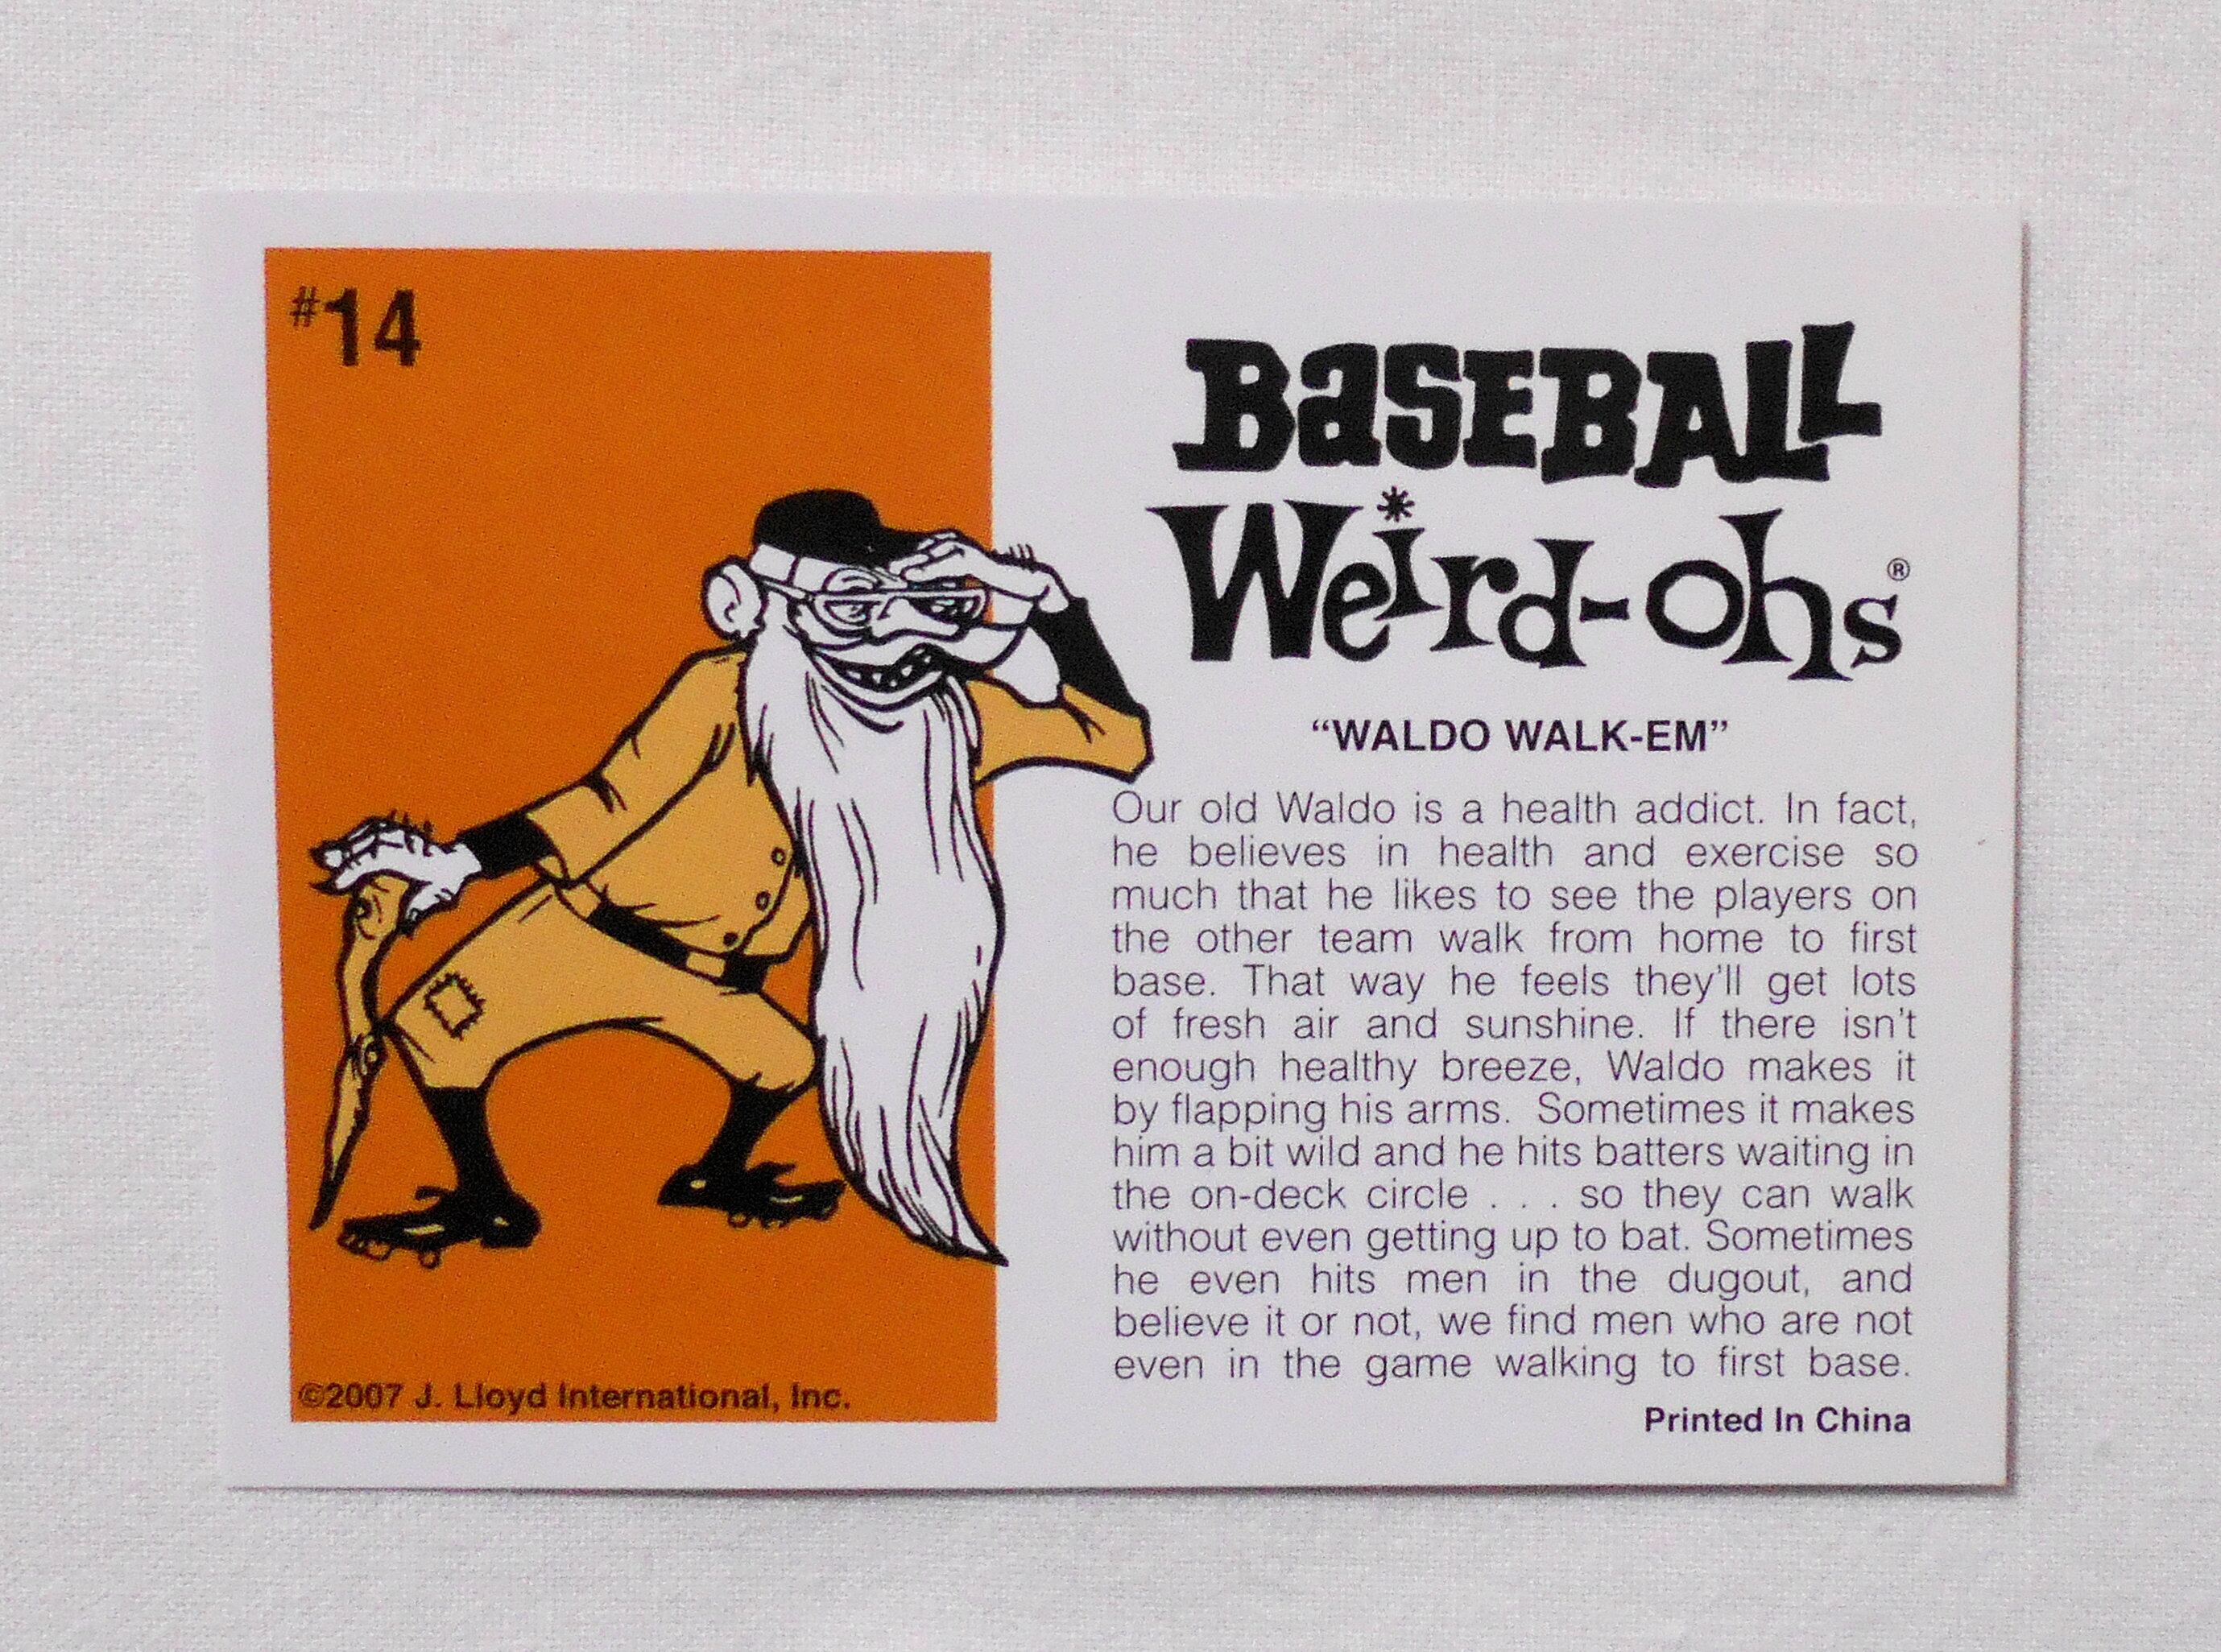 #14
BaSEBALL
Weird-ohs®
“WALDO WALK-EM”
Our old Waldo is a health addict. In fact,
he believes in health and exercise so
much that he likes to see the players on
the other team walk from home to first
base. That way he feels they’ll get lots
of fresh air and sunshine. If there isn’t
enough healthy breeze, Waldo makes it
by flapping his arms. Sometimes it makes
him a bit wild and he hits batters waiting in
the on-deck circle . . . so they can walk
without even getting up to bat. Sometimes
he even hits men in the dugout, and
believe it or not, we find men who are not
even in the game walking to first base.
©2007 J. Lloyd International, Inc.
Printed In China